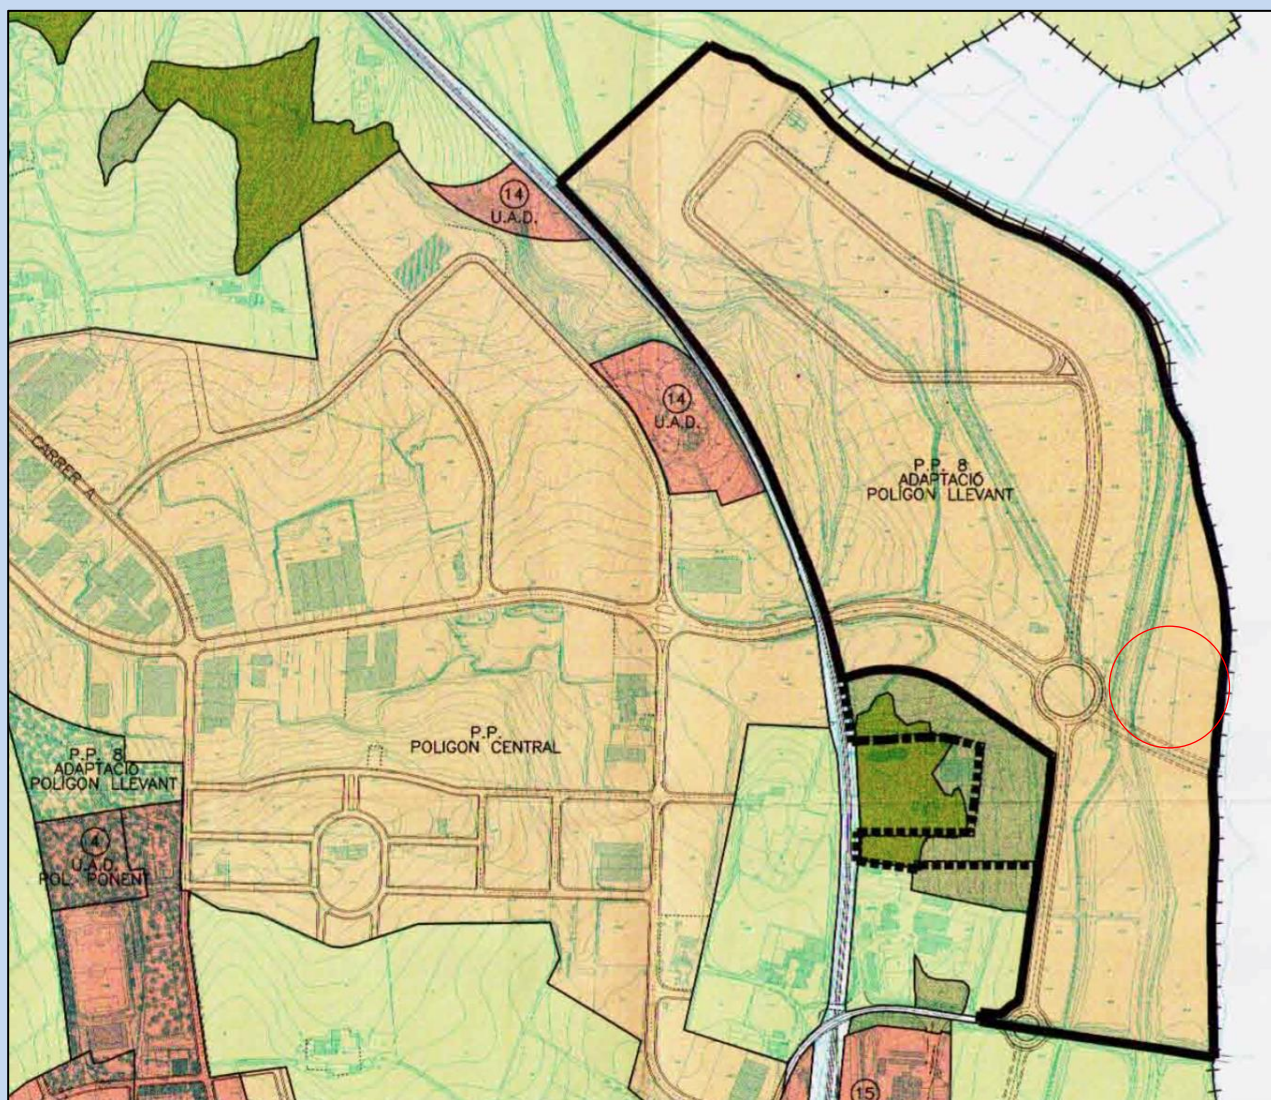 14
U.A.D.
14
U.A.D.
CARRER A
P.P. 8
ADAPTACIÓ
POLIGON LLEVANT
P.P.
POLIGON CENTRAL
P.P. 8
ADAPTACIÓ
POLIGON LLEVANT
4
U.A.D.
POL. PONENT
15